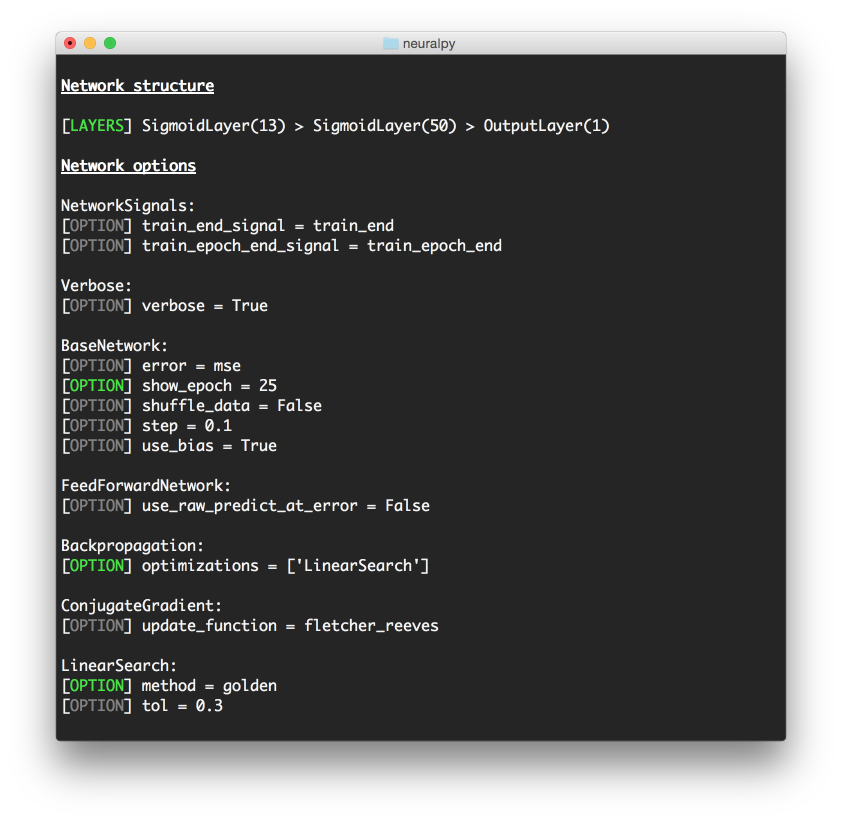 neuralpy
Network structure
[LAYERS] SigmoidLayer(13) > SigmoidLayer(50) > OutputLayer(1)
Network options
NetworkSignals:
[OPTION] train_end_signal = train_end
[OPTION] train_epoch_end_signal = train_epoch_end
Verbose:
[OPTION] verbose = True
BaseNetwork:
[OPTION] error = mse
[OPTION] show_epoch = 25
[OPTION] shuffle_data = False
[OPTION] step = 0.1
[OPTION] use_bias = True
FeedForwardNetwork:
[OPTION] use_raw_predict_at_error = False
Backpropagation:
[OPTION] optimizations = ['LinearSearch']
ConjugateGradient:
[OPTION] update_function = fletcher_reeves
LinearSearch:
[OPTION] method = golden
[OPTION] tol = 0.3